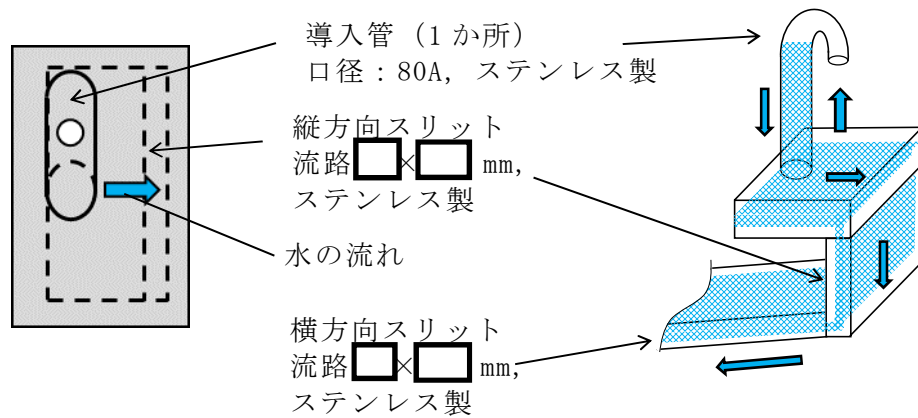 導入管（1か所）
口径：80A，ステンレス製
縦方向スリット
流路□×□mm，
ステンレス製
水の流れ
横方向スリット
流路□×□mm，
ステンレス製